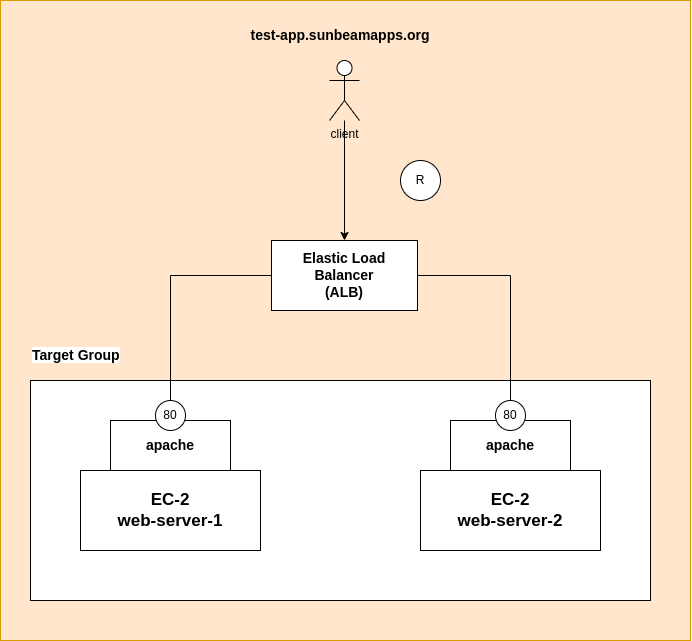 test-app.sunbeamapps.org
client
R
Elastic Load
Balancer
(ALB)
Target Group
80
80
apache
apache
EC-2
web-server-1
EC-2
web-server-2